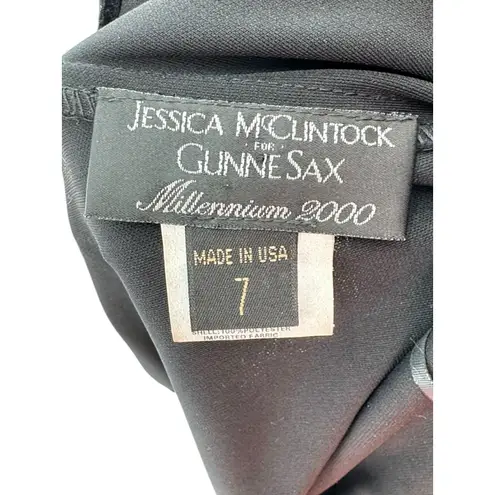 JESSICA MCCLINTOCK
· FOR ·
GUNNE SAX
Millennium 2000
MADE IN USA
7
SHELL: 100% POLYESTER
IMPORTED FABRIC